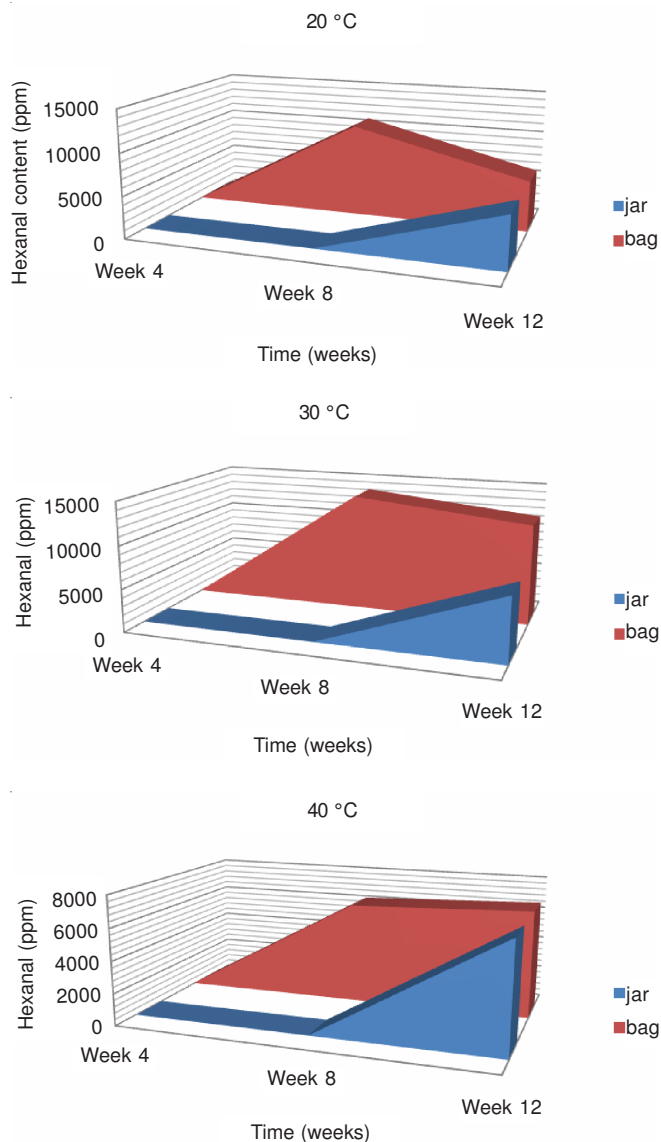 20 °C
Hexanal content (ppm)
15000
10000
5000
0
Week 4
Week 8
Week 12
Time (weeks)
jar
bag
30 °C
Hexanal (ppm)
15000
10000
5000
0
Week 4
Week 8
Week 12
Time (weeks)
jar
bag
40 °C
Hexanal (ppm)
8000
6000
4000
2000
0
Week 4
Week 8
Week 12
Time (weeks)
jar
bag